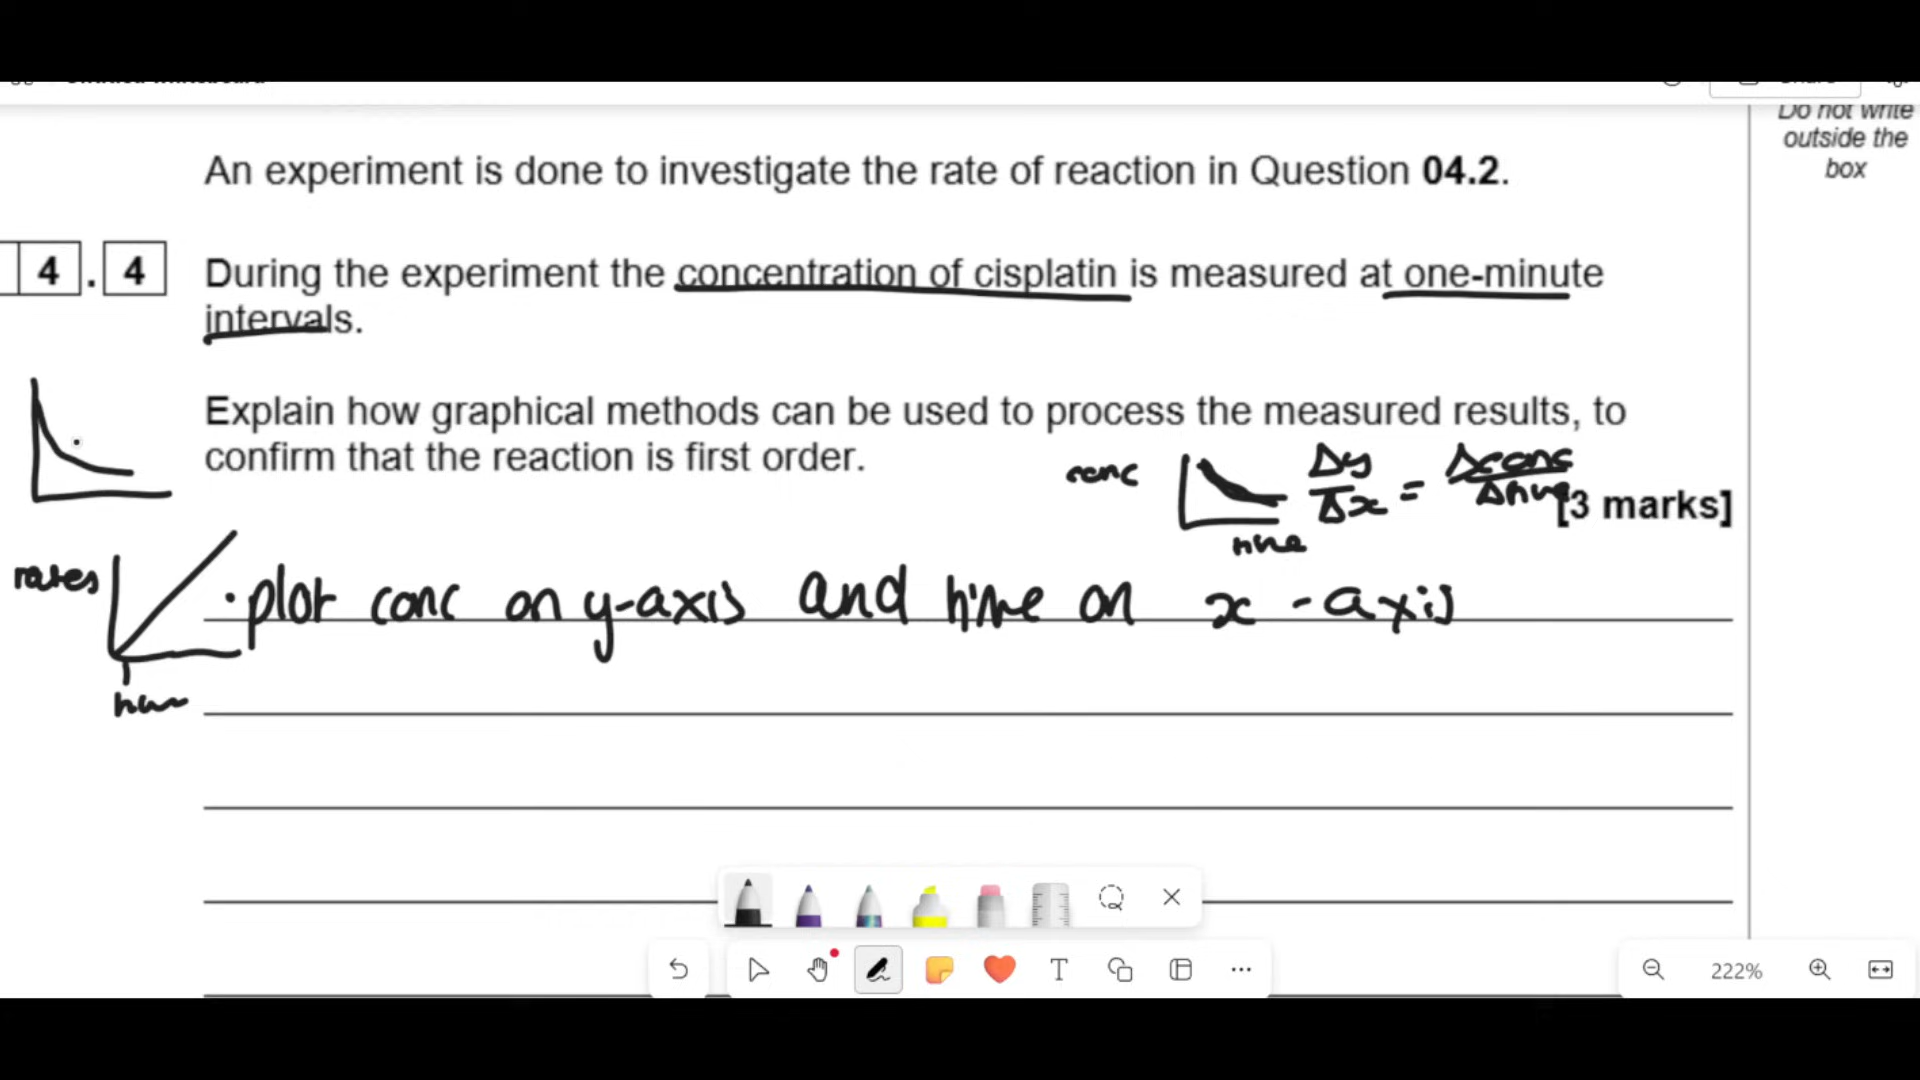 Do not write
outside the
box
An experiment is done to investigate the rate of reaction in Question 04.2.
4 . 4 During the experiment the concentration of cisplatin is measured at one-minute
intervals.
Explain how graphical methods can be used to process the measured results, to
confirm that the reaction is first order.
conc
Δy/Δx = Δconc/Δtime
[3 marks]
time
rates
• plot conc on y-axis and time on x-axis
222%